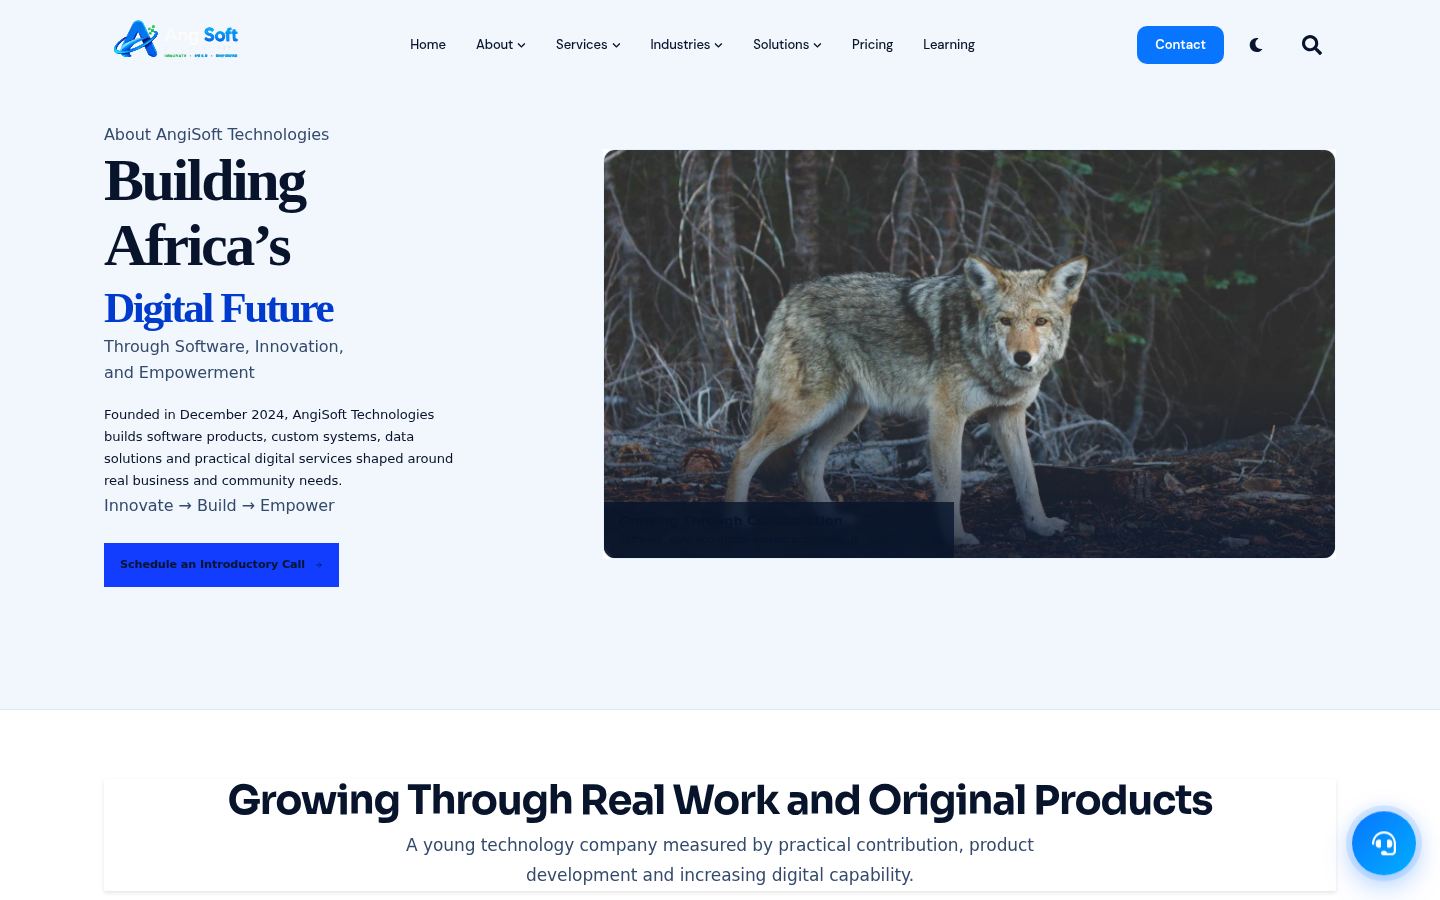 AngiSoft
Home
About
Services
Industries
Solutions
Pricing
Learning
Contact
About AngiSoft Technologies
Building
Africa’s
Digital Future
Through Software, Innovation,
and Empowerment
Founded in December 2024, AngiSoft Technologies
builds software products, custom systems, data
solutions and practical digital services shaped around
real business and community needs.
Innovate → Build → Empower
Schedule an Introductory Call →
Growing Through Real Work and Original Products
A young technology company measured by practical contribution, product
development and increasing digital capability.